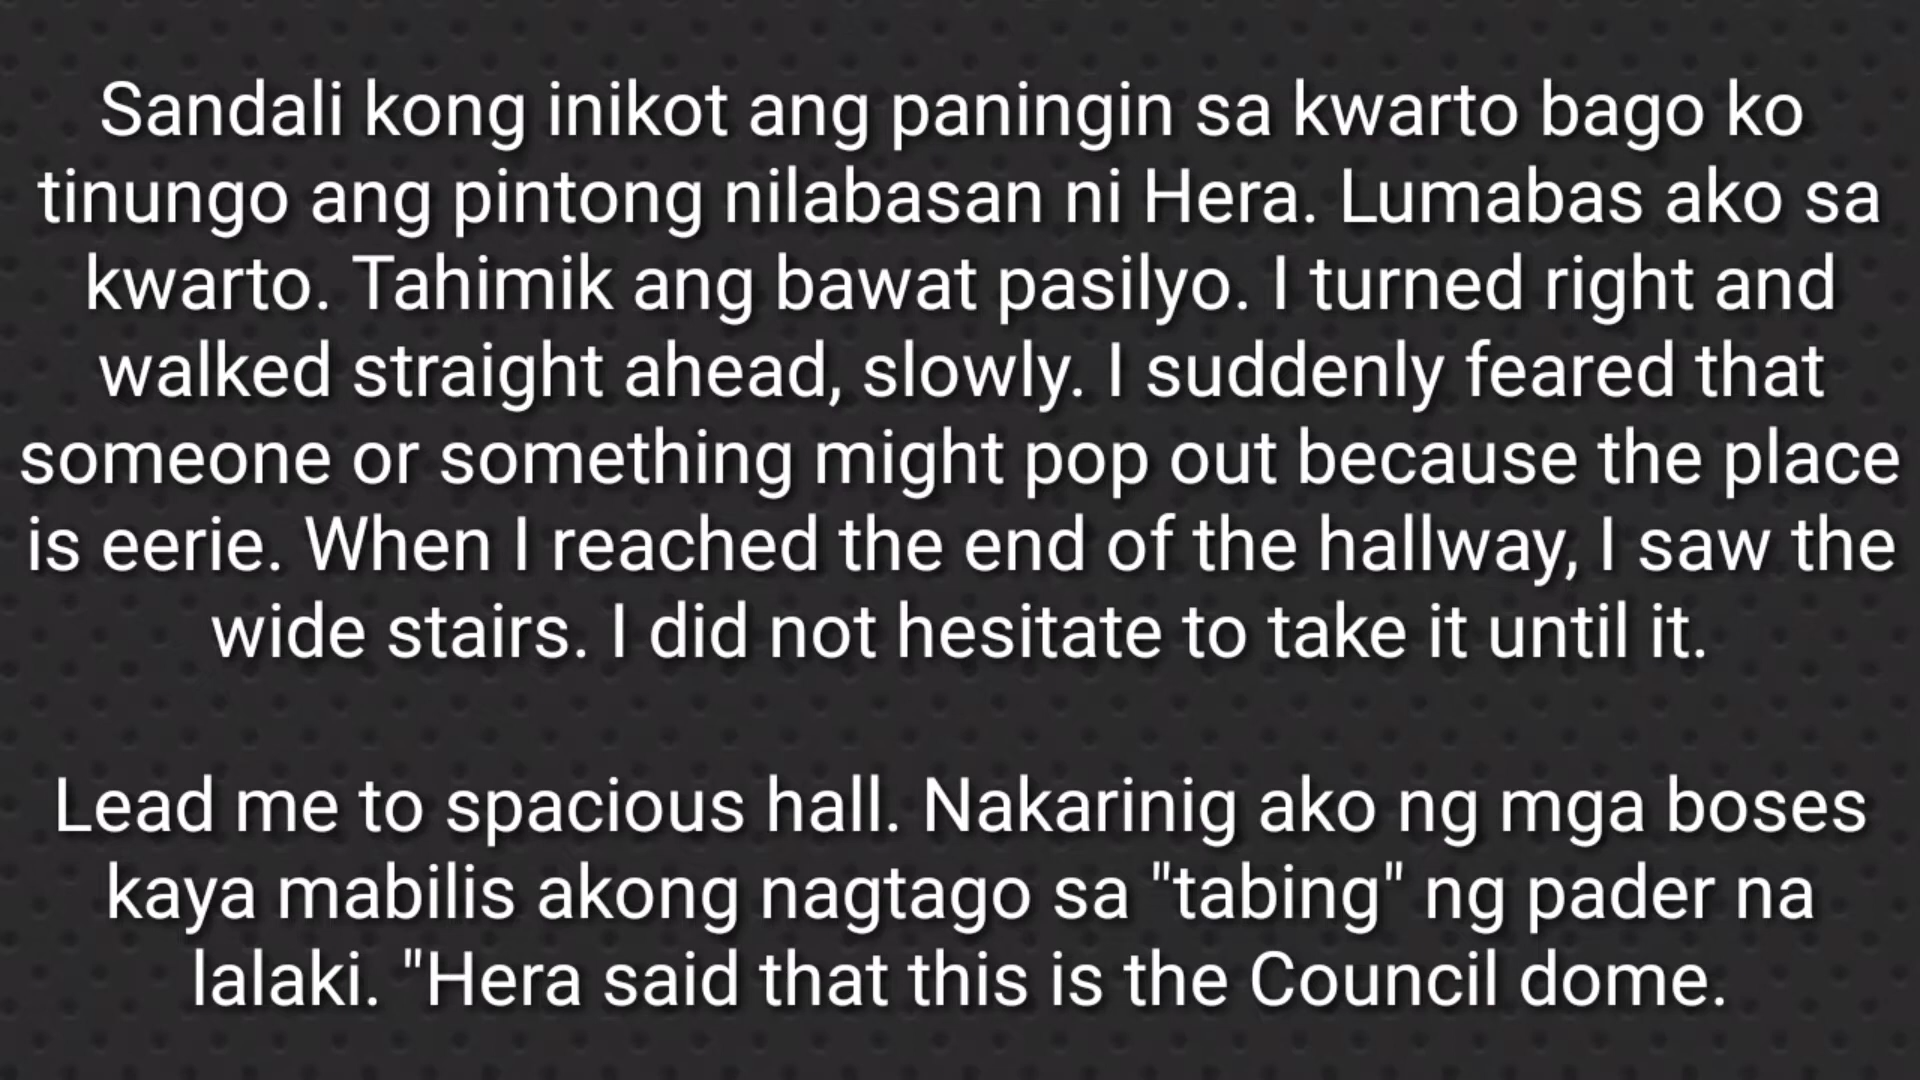 Sandali kong inikot ang paningin sa kwarto bago ko
tinungo ang pintong nilabasan ni Hera. Lumabas ako sa
kwarto. Tahimik ang bawat pasilyo. I turned right and
walked straight ahead, slowly. I suddenly feared that
someone or something might pop out because the place
is eerie. When I reached the end of the hallway, I saw the
wide stairs. I did not hesitate to take it until it.
Lead me to spacious hall. Nakarinig ako ng mga boses
kaya mabilis akong nagtago sa "tabing" ng pader na
lalaki. "Hera said that this is the Council dome.